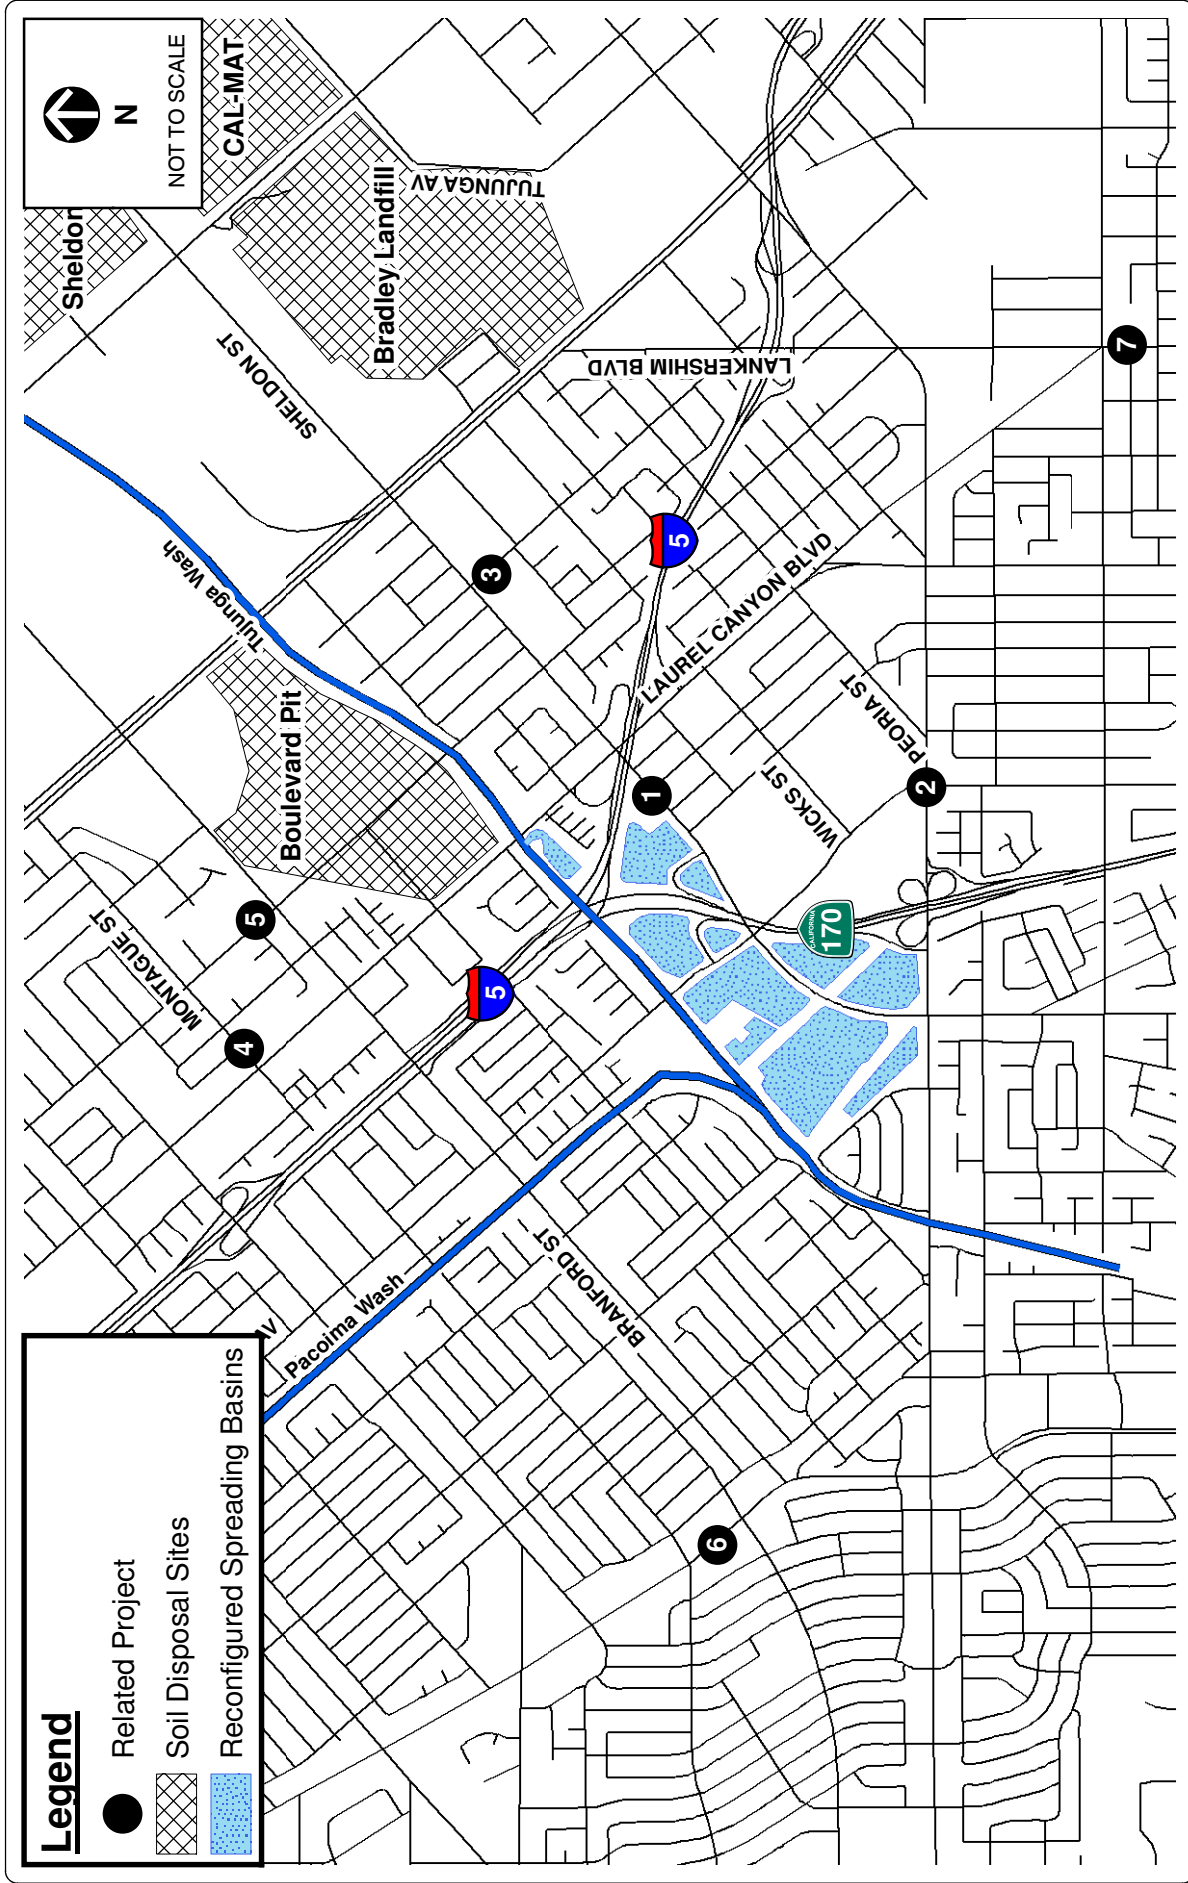 Legend
Related Project
Soil Disposal Sites
Reconfigured Spreading Basins
N
NOT TO SCALE
Sheldon
CAL-MAT
Bradley Landfill
TUJUNGA AV
SHELDON ST
LANKERSHIM BLVD
Tujunga Wash
Boulevard Pit
MONTAGUE ST
5
4
3
5
5
1
LAUREL CANYON BLVD
WICKS ST
PEORIA ST
2
CALIFORNIA
170
AV
Pacoima Wash
BRANFORD ST
6
7